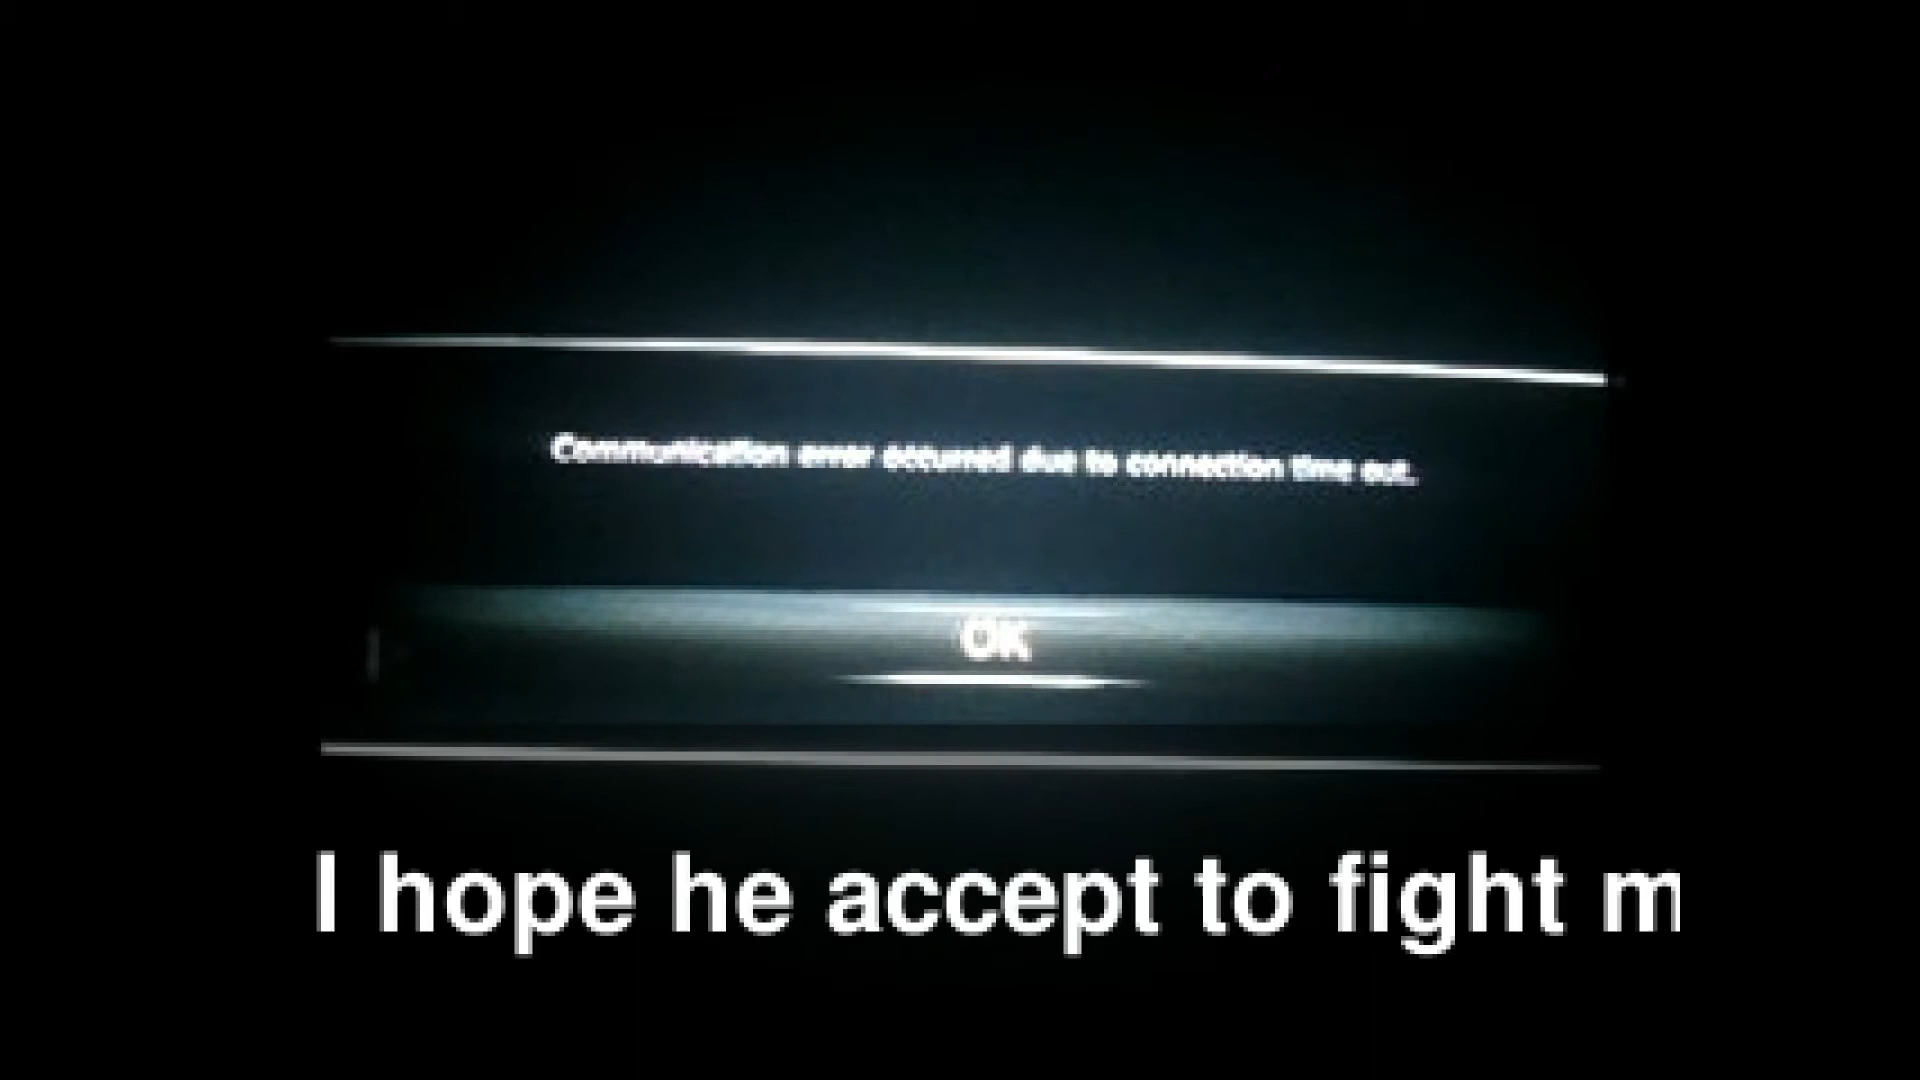 Communication error occurred due to connection time out.
OK
I hope he accept to fight m